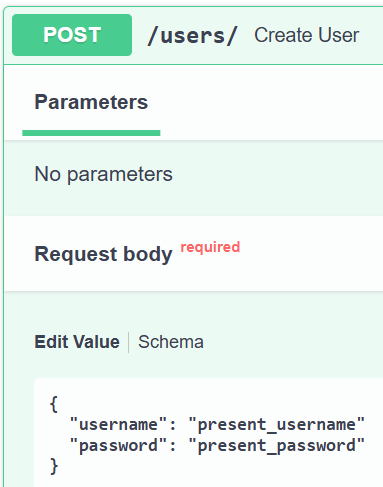 POST /users/ Create User
Parameters
No parameters
Request body required
Edit Value Schema
{
"username": "present_username"
"password": "present_password"
}